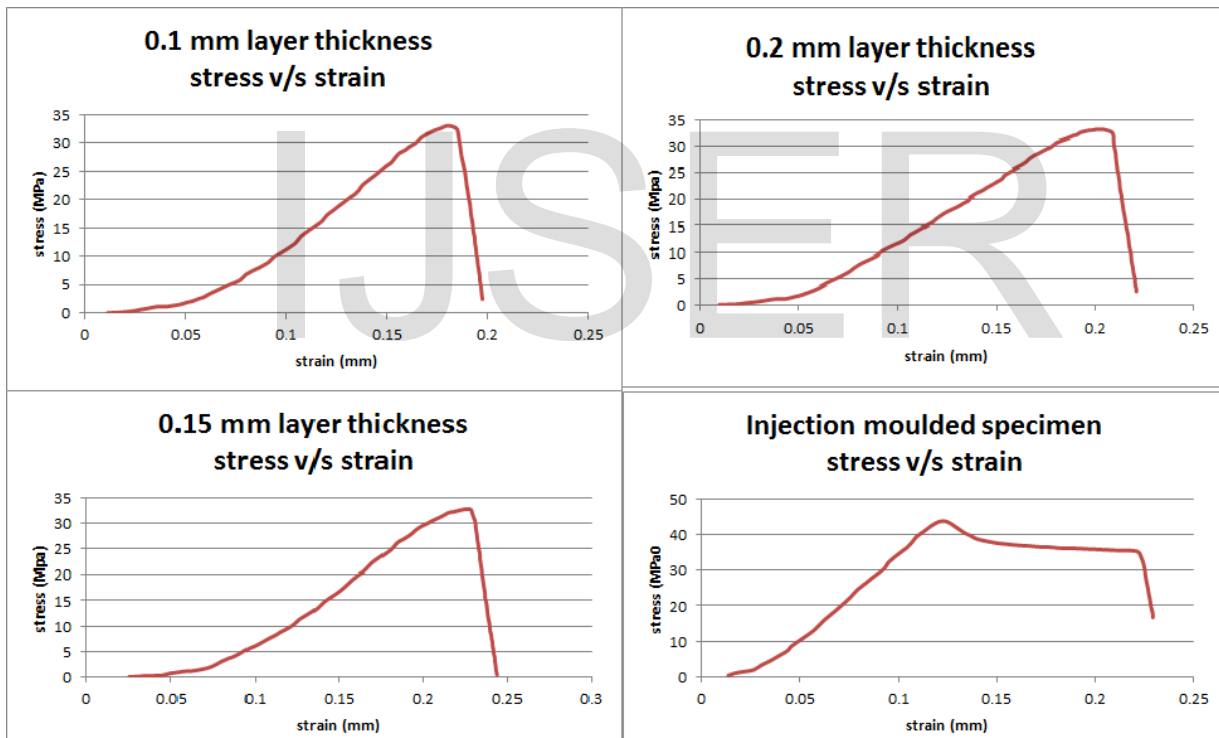 0.1 mm layer thickness
stress v/s strain
35
30
25
20
15
10
5
0
stress (MPa)
0 0.05 0.1 0.15 0.2 0.25
strain (mm)
0.2 mm layer thickness
stress v/s strain
35
30
25
20
15
10
5
0
stress (Mpa)
0 0.05 0.1 0.15 0.2 0.25
strain (mm)
IJSER
0.15 mm layer thickness
stress v/s strain
35
30
25
20
15
10
5
0
stress (Mpa)
0 0.05 0.1 0.15 0.2 0.25 0.3
strain (mm)
Injection moulded specimen
stress v/s strain
50
40
30
20
10
0
stress (MPa0
0 0.05 0.1 0.15 0.2 0.25
strain (mm)